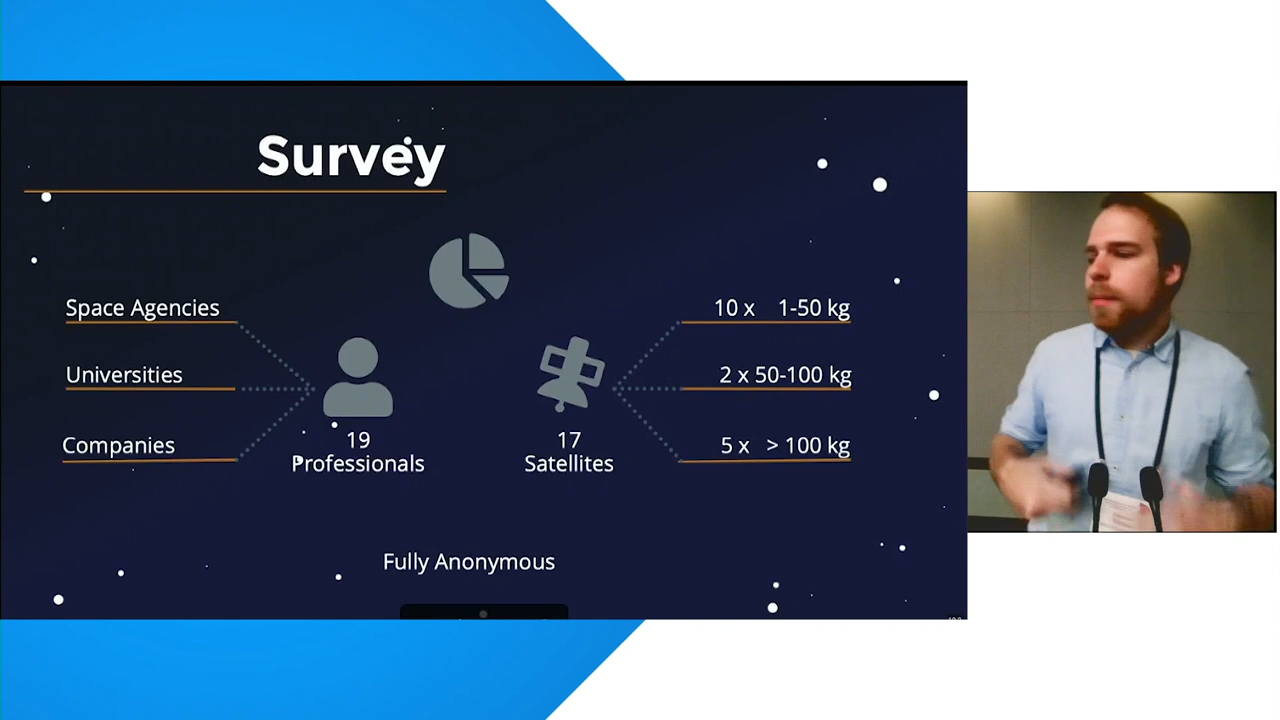 Survey
Space Agencies
Universities
Companies
19
Professionals
17
Satellites
10 x 1-50 kg
2 x 50-100 kg
5 x > 100 kg
Fully Anonymous